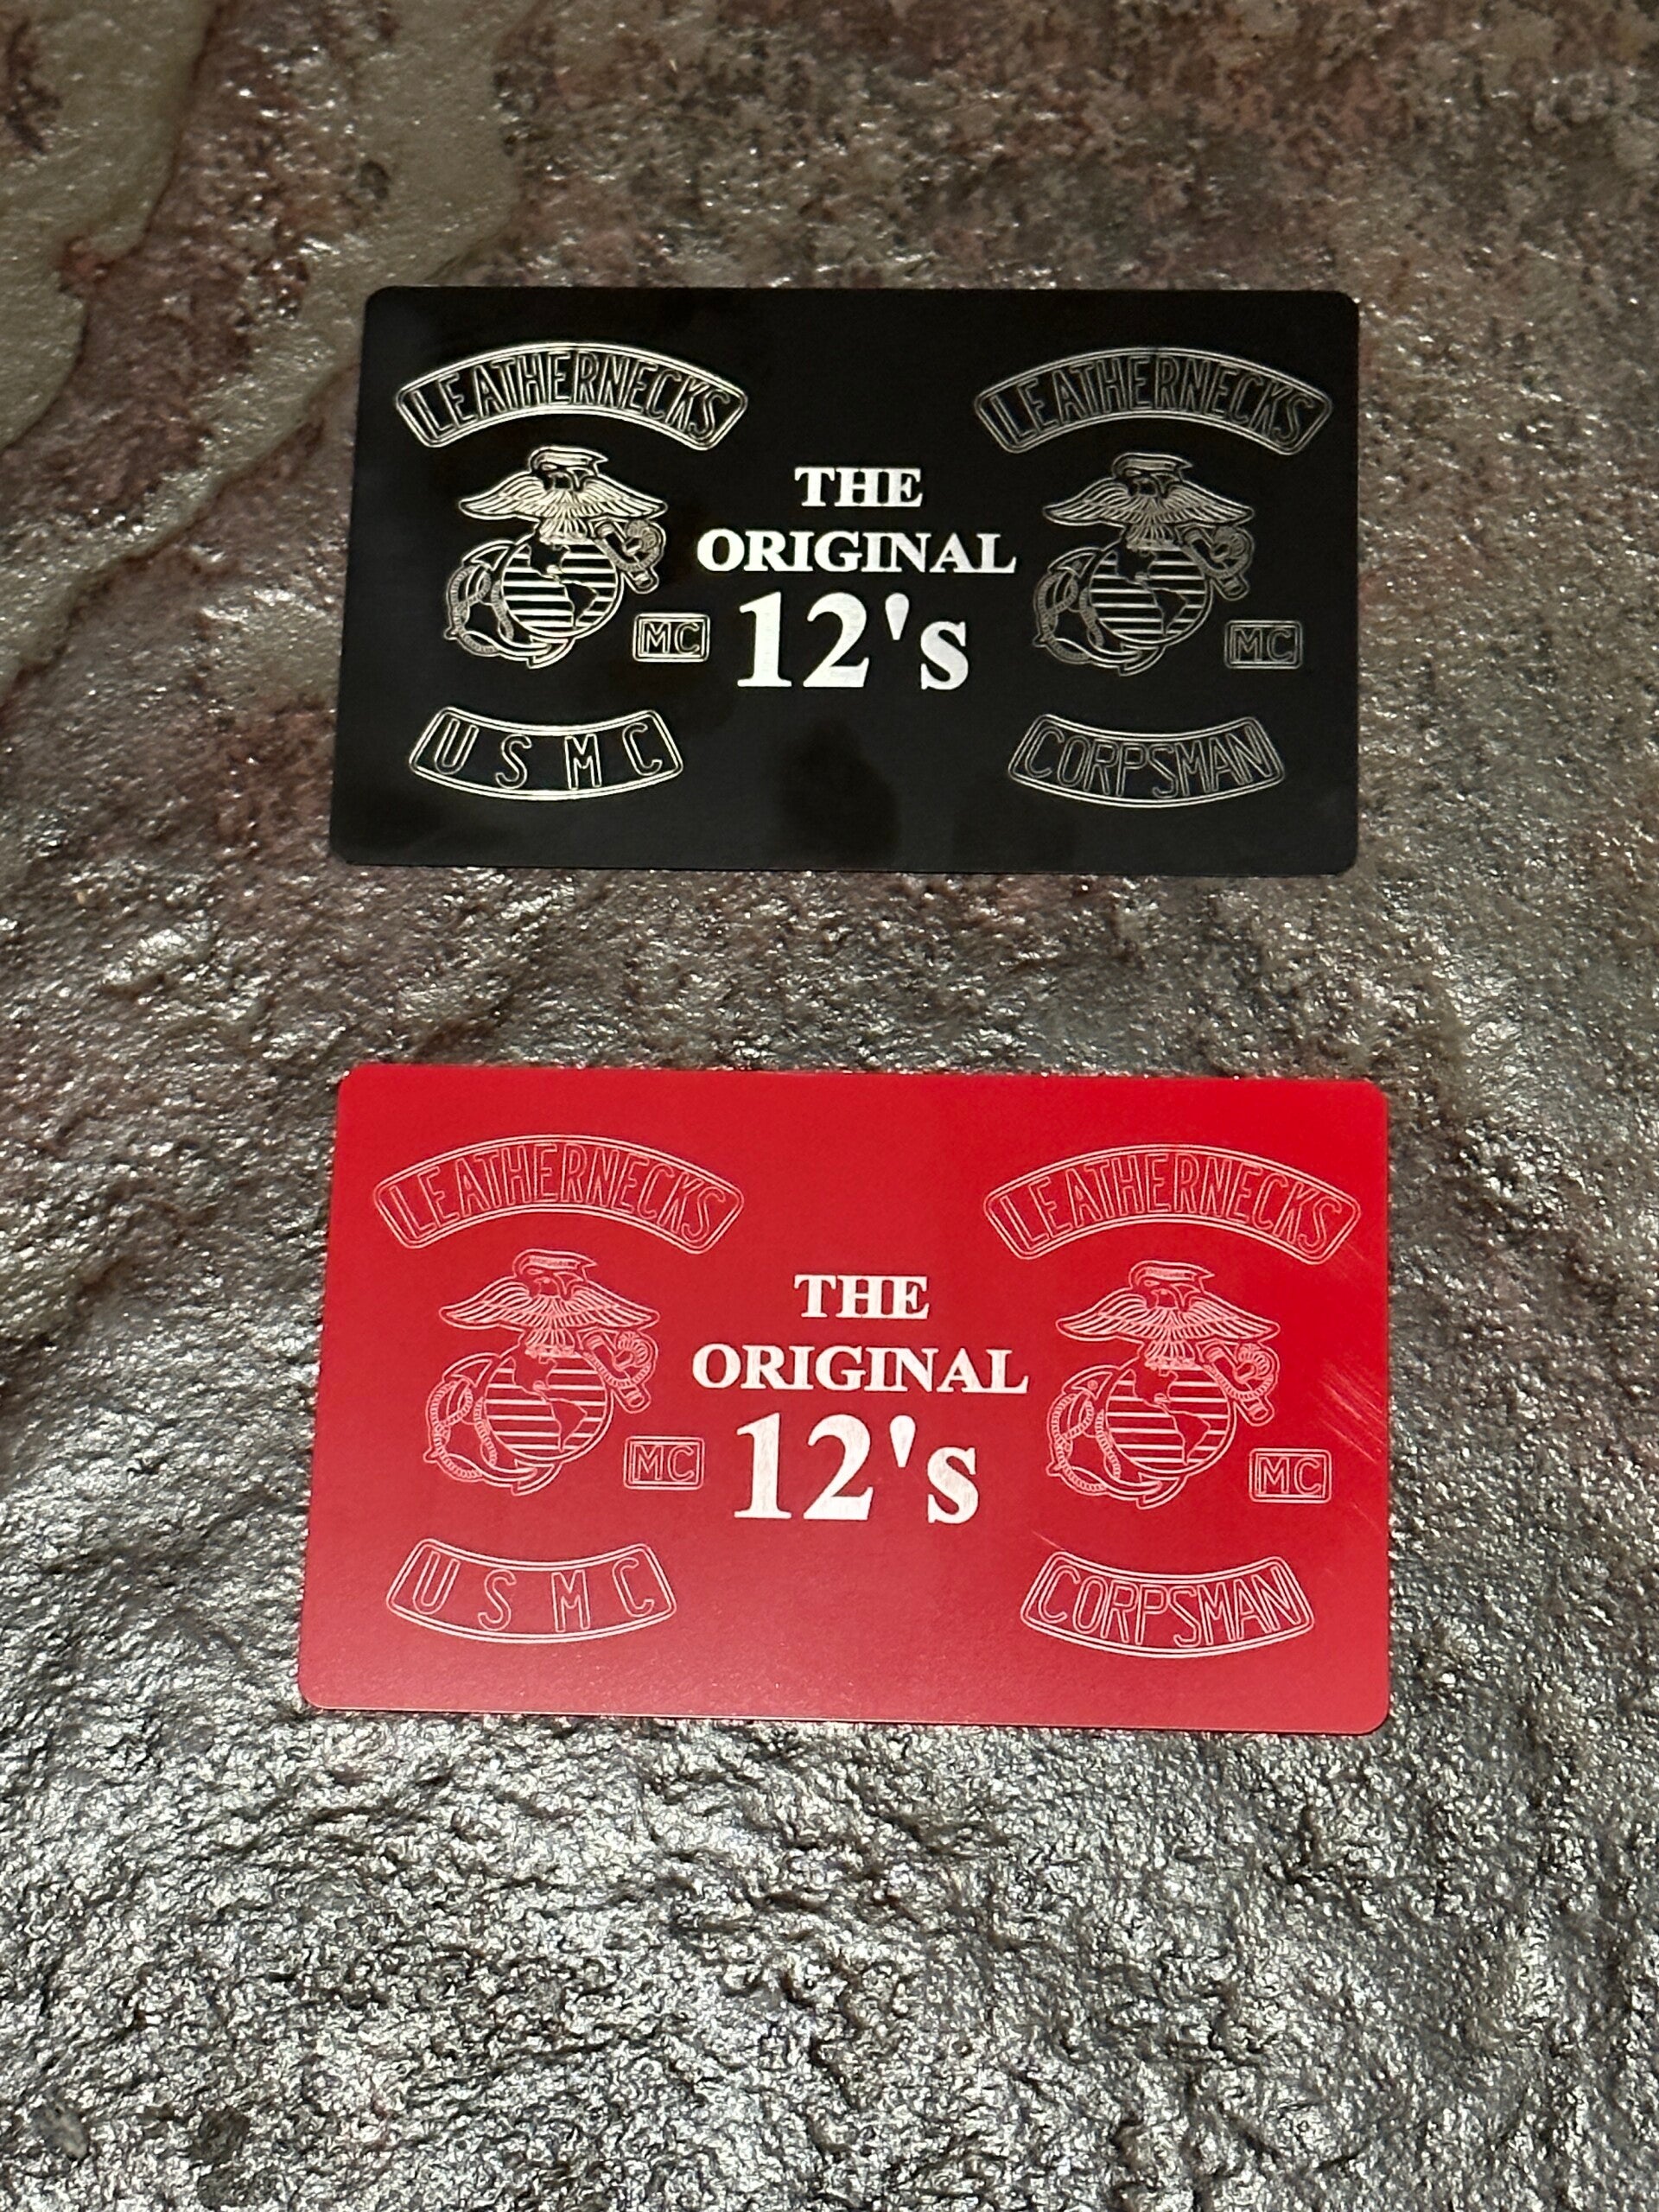 LEATHERNECKS
MC
USMC
THE
ORIGINAL
12's
LEATHERNECKS
MC
CORPSMAN
LEATHERNECKS
MC
USMC
THE
ORIGINAL
12's
LEATHERNECKS
MC
CORPSMAN